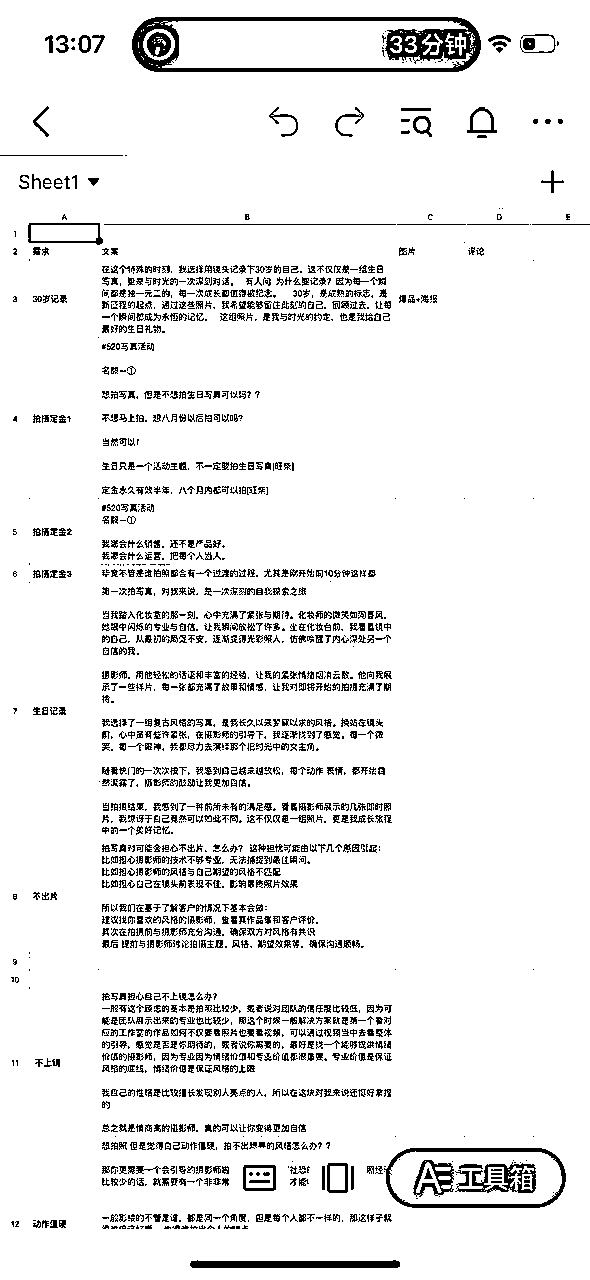 13:07
33分钟
Sheet1
A B C D E
1
2 需求 文案 图片 评论
在这个特殊的时刻，我选择用镜头记录下30岁的自己。这不仅仅是一组生日
写真，更是与时光的一次深刻对话。 有人问 为什么要记录？因为每一个瞬
间都是独一无二的，每一次成长都值得被纪念。 30岁，是成熟的标志，是
3 30岁记录 新征程的起点，通过这些照片，我希望能够留住此刻的自己，回顾过去，让每 爆品+海报
一个瞬间都成为永恒的记忆。 这组照片，是我与时光的约定，也是我给自己
最好的生日礼物。
#520写真活动
名额-①
想拍写真，但是不想拍生日写真可以吗？？
4 拍摄定金1 不想马上拍，想八月份以后拍可以吗？
当然可以！
生日只是一个活动主题，不一定要拍生日写真[旺柴]
定金永久有效半年，八个月内都可以拍[旺柴]
#520写真活动
名额-①
5 拍摄定金2
我哪会什么销售，还不是产品好。
我哪会什么运营，把每个人当人。
6 拍摄定金3 毕竟不管是谁拍照都会有一个过渡的过程，尤其是刚开始前10分钟这样都
第一次拍写真，对我来说，是一次深刻的自我探索之旅
当我踏入化妆室的那一刻，心中充满了紧张与期待。化妆师的微笑如沐春风，
她眼中闪烁的专业与自信，让我瞬间放松了许多。坐在化妆台前，我看着镜中
的自己，从最初的局促不安，逐渐变得光彩照人，仿佛唤醒了内心深处另一个
自信的我。
摄影师，用他轻松的话语和丰富的经验，让我的紧张情绪烟消云散。他向我展
示了一些样片，每一张都充满了故事和情感，让我对即将开始的拍摄充满了期
待。
7 生日记录
我选择了一组复古风格的写真，是我长久以来梦寐以求的风格。换站在镜头
前，心中虽有些许紧张，在摄影师的引导下，我逐渐找到了感觉。每一个微
笑，每一个眼神，我都尽力去演绎那个旧时光中的女主角。
随着快门的一次次按下，我感到自己越来越放松，每个动作 表情，都开始自
然流露了，摄影师的鼓励让我更加自信。
当拍摄结束，我感到了一种前所未有的满足感。看着摄影师展示的几张即时照
片，我惊讶于自己竟然可以如此不同。这不仅仅是一组照片，更是我成长旅程
中的一个美好记忆。
拍写真时可能会担心不出片，怎么办？ 这种担忧可能由以下几个原因引起：
比如担心摄影师的技术不够专业，无法捕捉到最佳瞬间。
比如担心摄影师的风格与自己期望的风格不匹配
比如担心自己在镜头前表现不佳，影响最终照片效果
8 不出片
所以我们在基于了解客户的情况下基本会做：
建议找你喜欢的风格的摄影师，查看其作品集和客户评价。
其次在拍摄前与摄影师充分沟通，确保双方对风格有共识
最后 提前与摄影师讨论拍摄主题、风格、期望效果等，确保沟通顺畅。
9
10
拍写真担心自己不上镜怎么办？
一般有这个顾虑的基本是拍照比较少，或者说对团队的信任度比较低，因为可
能是团队展示出来的专业也比较少，那这个时候一般解决方案就是第一个看对
应的工作室的作品如何不仅要看照片也要看视频，可以通过视频当中去看整体
的引导，感觉是否是你期待的，或者说你需要的，最好是找一个能够提供情绪
11 不上镜 价值的摄影师，因为专业因为情绪价值和专业价值都很重要。专业价值是保证
风格的底线，情绪价值是保证风格的上限
我自己的性格是比较擅长发现别人亮点的人，所以在这块对我来说还挺好掌握
的
总之就是情商高的摄影师，真的可以让你变得更加自信
想拍照 但是觉得自己动作僵硬，拍不出想要的风格怎么办？？
那你更需要一个会引导的摄影师啦
比较少的话，就需要有一个非非常 才能
工具箱
12 动作僵硬 一般影楼的不管是谁，都是同一个角度，但是每个人都不一样的，那这样子就